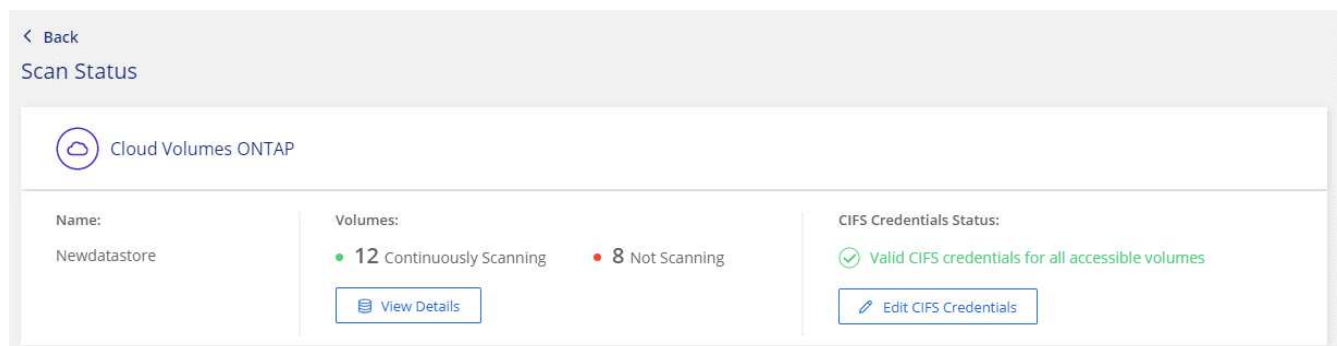 Back
Scan Status
Cloud Volumes ONTAP
Name:
Newdatastore
Volumes:
12 Continuously Scanning
8 Not Scanning
View Details
CIFS Credentials Status:
Valid CIFS credentials for all accessible volumes
Edit CIFS Credentials